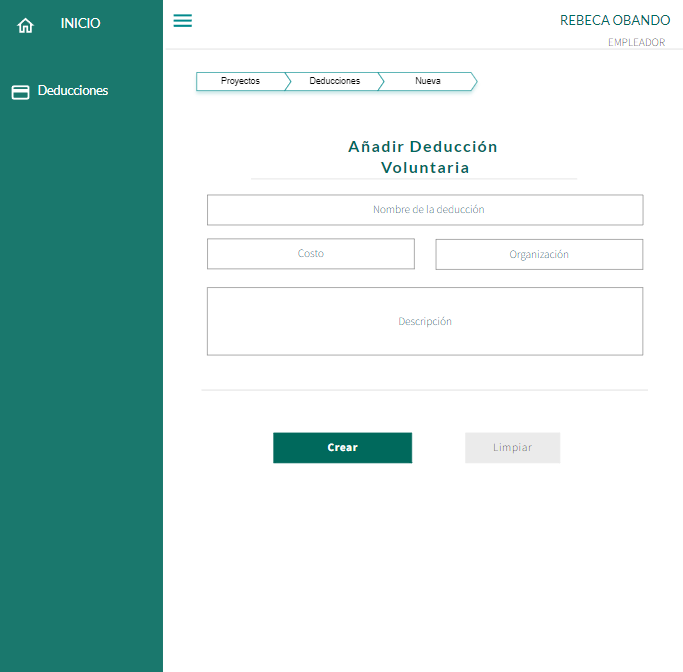 INICIO
Deducciones
REBECA OBANDO
EMPLEADOR
Proyectos
Deducciones
Nueva
Añadir Deducción
Voluntaria
Nombre de la deducción
Costo
Organización
Descripción
Crear
Limpiar